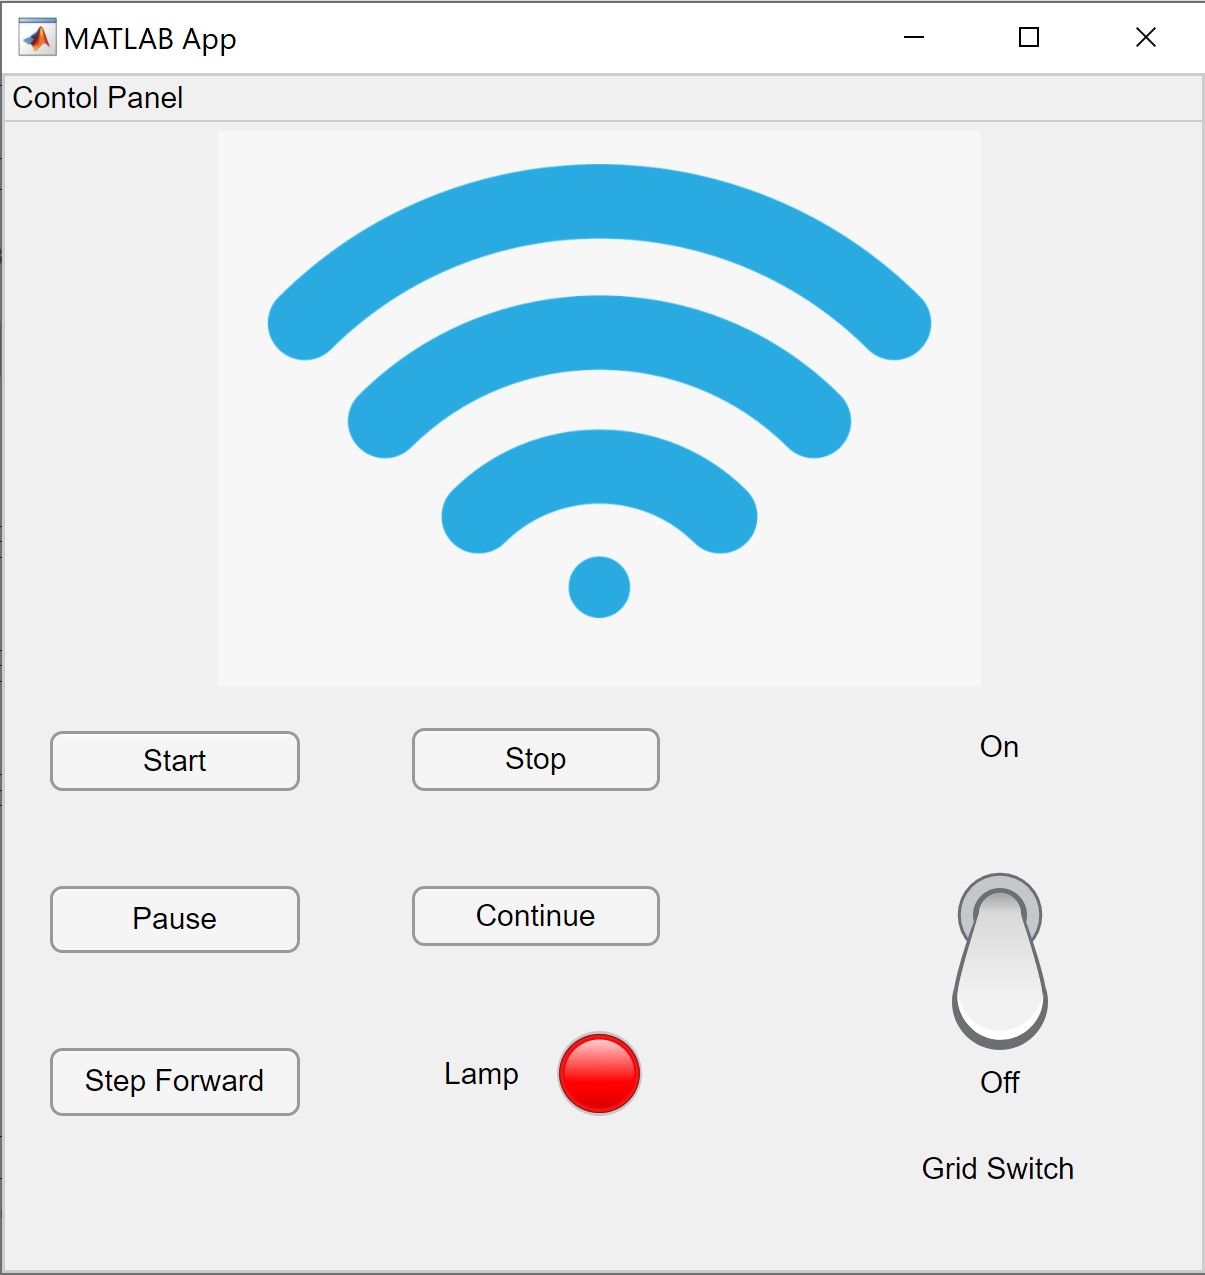 MATLAB App
Contol Panel
Start
Stop
On
Pause
Continue
Step Forward
Lamp
Off
Grid Switch